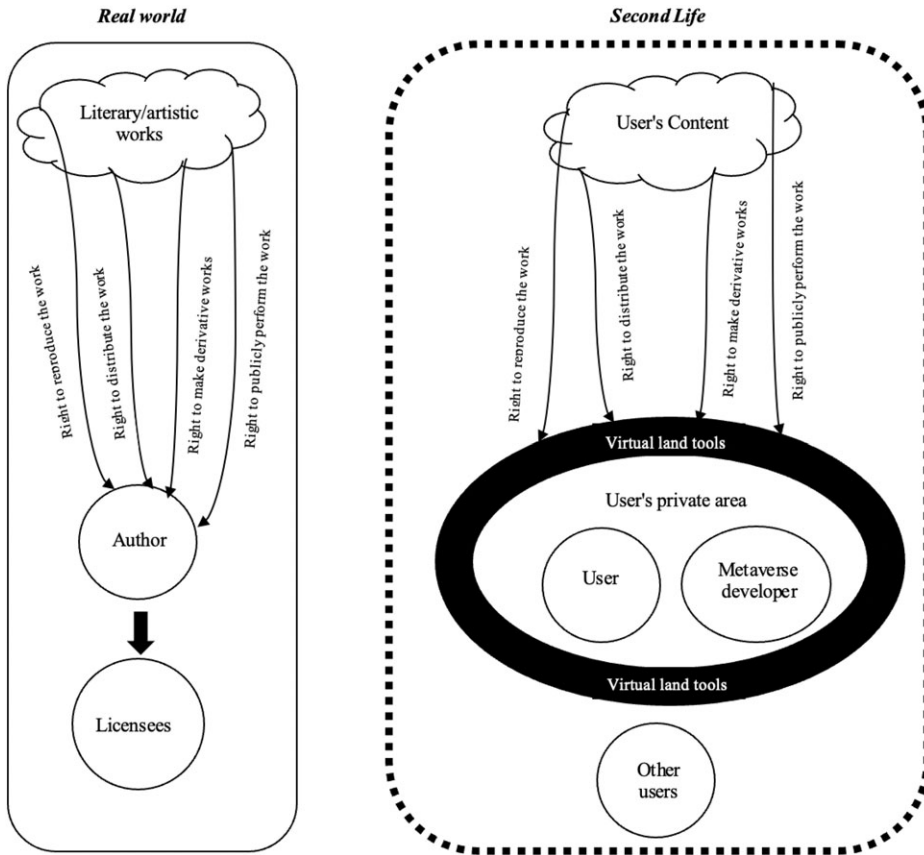 Real world
Literary/artistic
works
Right to reproduce the work
Right to distribute the work
Right to make derivative works
Right to publicly perform the work
Author
Licensees
Second Life
User's Content
Right to reproduce the work
Right to distribute the work
Right to make derivative works
Right to publicly perform the work
Virtual land tools
User's private area
User
Metaverse
developer
Virtual land tools
Other
users